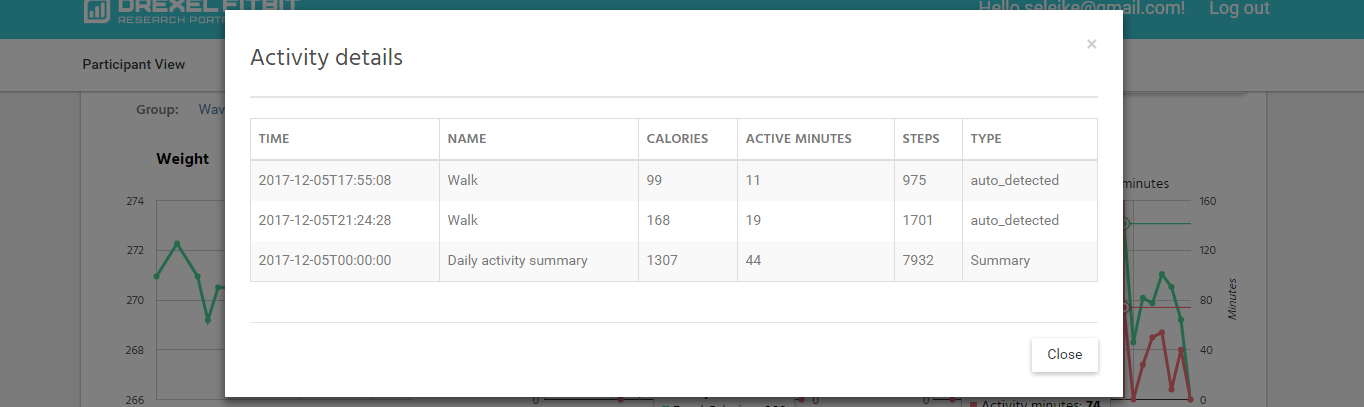 DREXEL FITBIT
RESEARCH PORT
Hello seleike@gmail.com! Log out
Participant View
Activity details
×
Group: Wav
TIME NAME CALORIES ACTIVE MINUTES STEPS TYPE
Weight
2017-12-05T17:55:08 Walk 99 11 975 auto_detected
minutes
274 160
2017-12-05T21:24:28 Walk 168 19 1701 auto_detected
272 120
2017-12-05T00:00:00 Daily activity summary 1307 44 7932 Summary
270 80
Minutes
268 40
Close
266 0 0 0 0
Activity minutes: 74